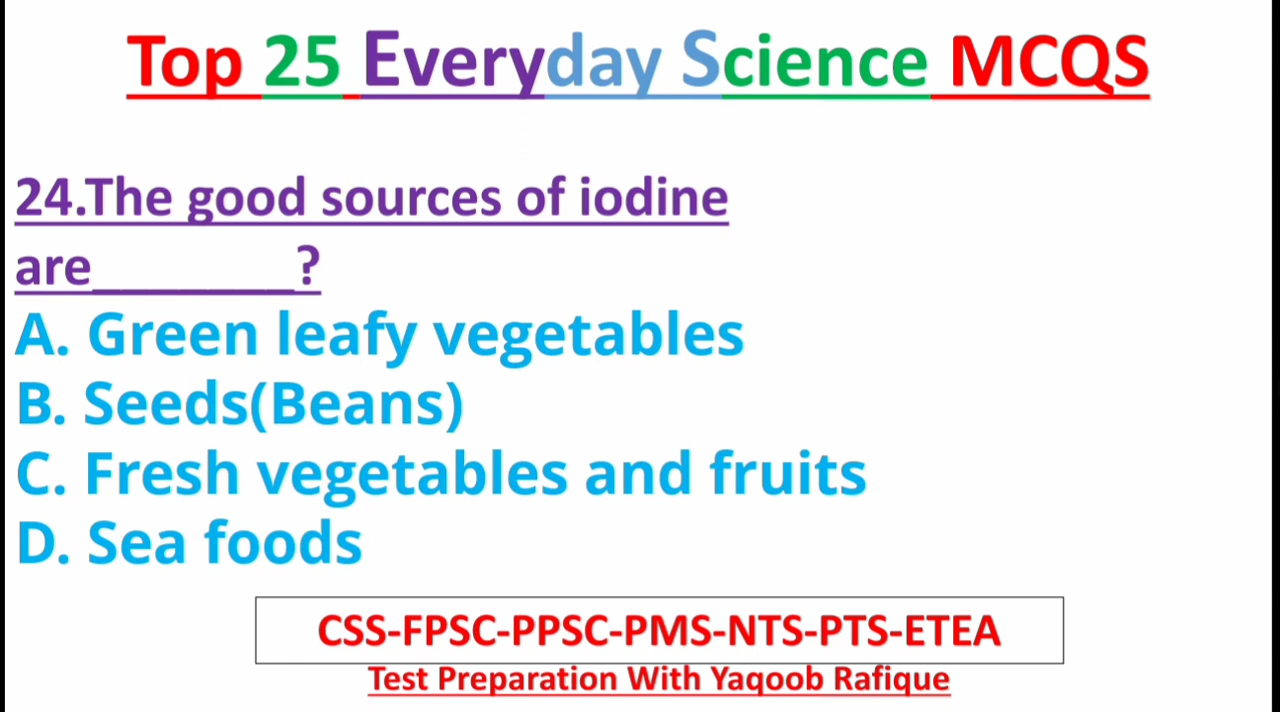 Top 25 Everyday Science MCQS
24.The good sources of iodine
are_______?
A. Green leafy vegetables
B. Seeds(Beans)
C. Fresh vegetables and fruits
D. Sea foods
CSS-FPSC-PPSC-PMS-NTS-PTS-ETEA
Test Preparation With Yaqoob Rafique